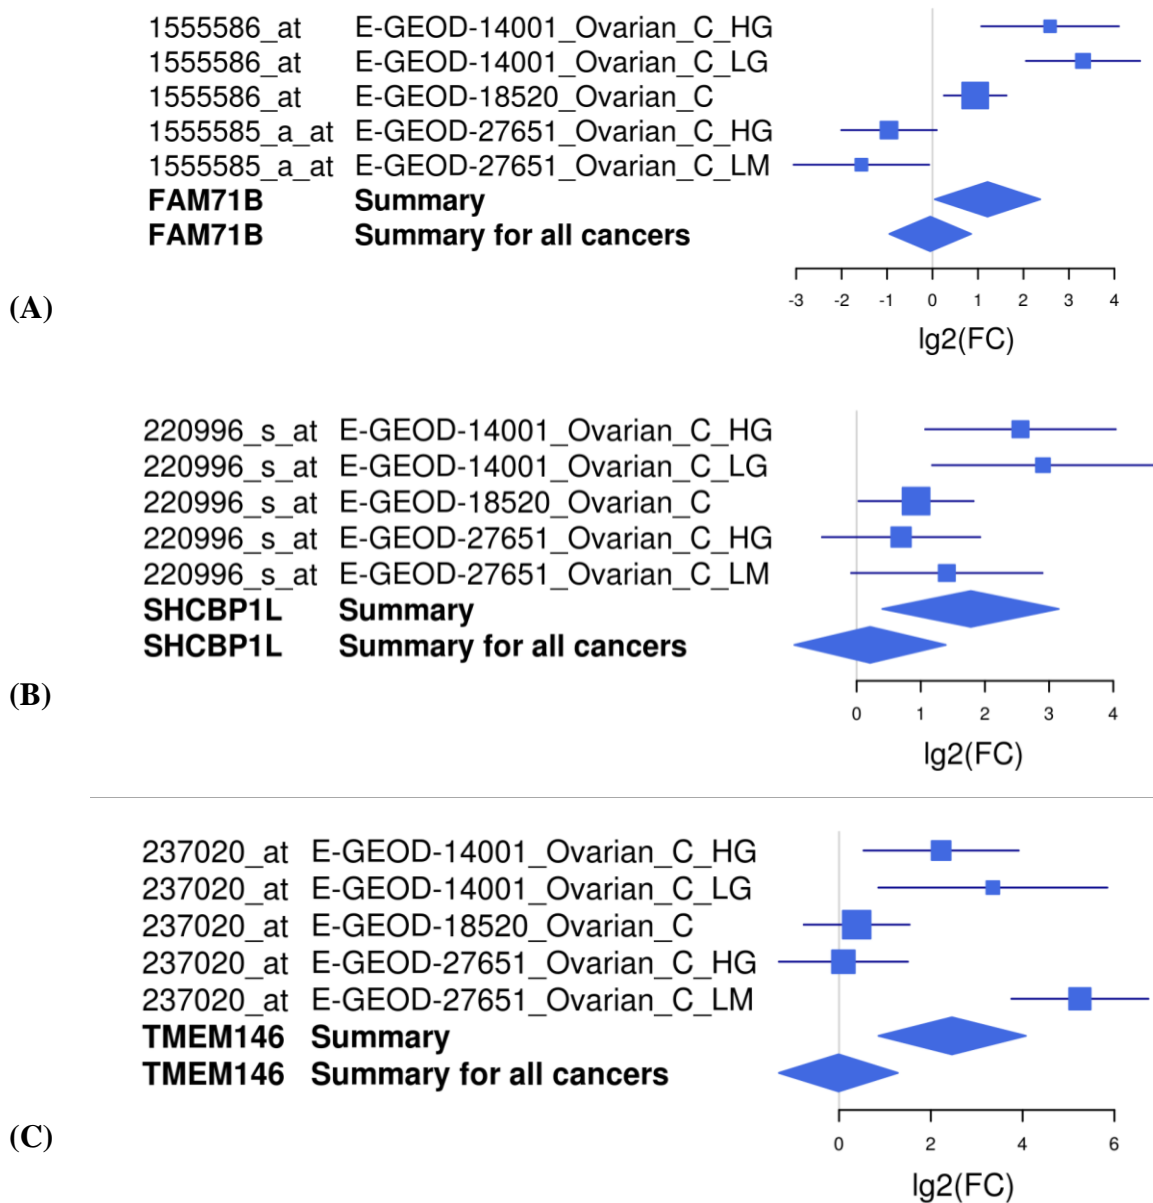 1555586_at E-GEOD-14001_Ovarian_C_HG
1555586_at E-GEOD-14001_Ovarian_C_LG
1555586_at E-GEOD-18520_Ovarian_C
1555585_a_at E-GEOD-27651_Ovarian_C_HG
1555585_a_at E-GEOD-27651_Ovarian_C_LM
FAM71B Summary
FAM71B Summary for all cancers
-3 -2 -1 0 1 2 3 4
lg2(FC)
(A)
220996_s_at E-GEOD-14001_Ovarian_C_HG
220996_s_at E-GEOD-14001_Ovarian_C_LG
220996_s_at E-GEOD-18520_Ovarian_C
220996_s_at E-GEOD-27651_Ovarian_C_HG
220996_s_at E-GEOD-27651_Ovarian_C_LM
SHCBP1L Summary
SHCBP1L Summary for all cancers
0 1 2 3 4
lg2(FC)
(B)
237020_at E-GEOD-14001_Ovarian_C_HG
237020_at E-GEOD-14001_Ovarian_C_LG
237020_at E-GEOD-18520_Ovarian_C
237020_at E-GEOD-27651_Ovarian_C_HG
237020_at E-GEOD-27651_Ovarian_C_LM
TMEM146 Summary
TMEM146 Summary for all cancers
0 2 4 6
lg2(FC)
(C)